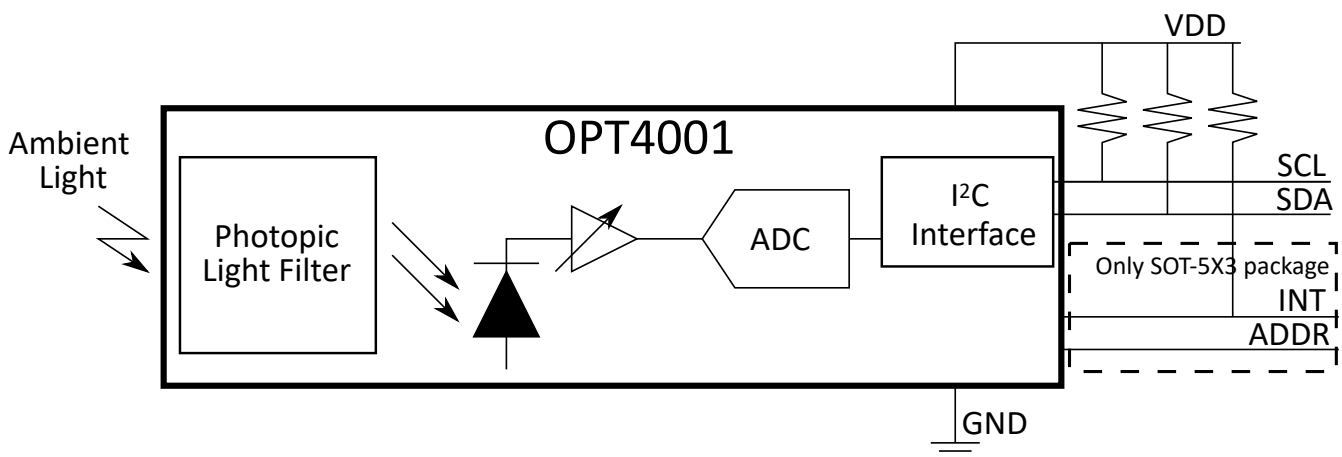 VDD
OPT4001
Ambient
Light
Photopic
Light Filter
ADC
I²C
Interface
SCL
SDA
Only SOT-5X3 package
INT
ADDR
GND